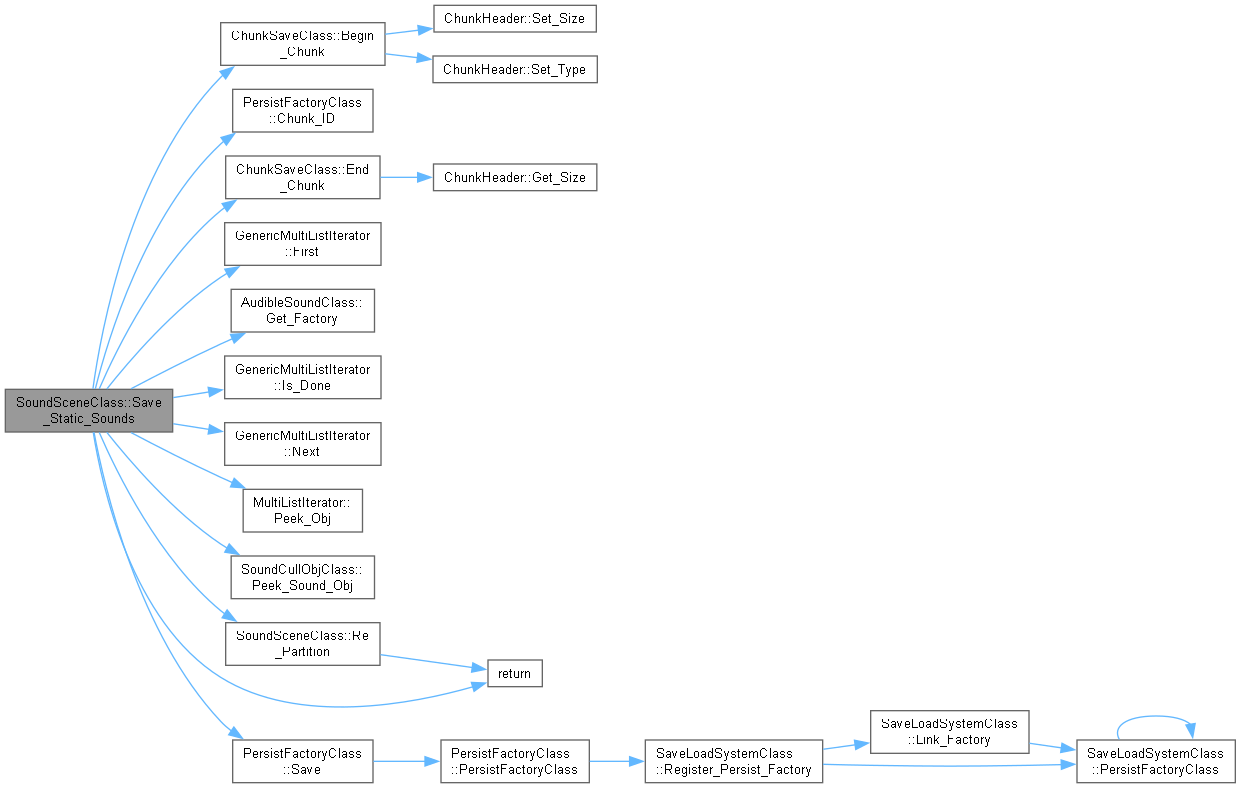 ChunkSaveClass::Begin
_Chunk
ChunkHeader::Set_Size
ChunkHeader::Set_Type
PersistFactoryClass
::Chunk_ID
ChunkSaveClass::End
_Chunk
ChunkHeader::Get_Size
GenericMultiListIterator
::First
AudibleSoundClass::
Get_Factory
GenericMultiListIterator
::Is_Done
SoundSceneClass::Save
_Static_Sounds
GenericMultiListIterator
::Next
MultiListIterator::
Peek_Obj
SoundCullObjClass::
Peek_Sound_Obj
SoundSceneClass::Re
_Partition
return
PersistFactoryClass
::Save
PersistFactoryClass
::PersistFactoryClass
SaveLoadSystemClass
::Register_Persist_Factory
SaveLoadSystemClass
::Link_Factory
SaveLoadSystemClass
::PersistFactoryClass